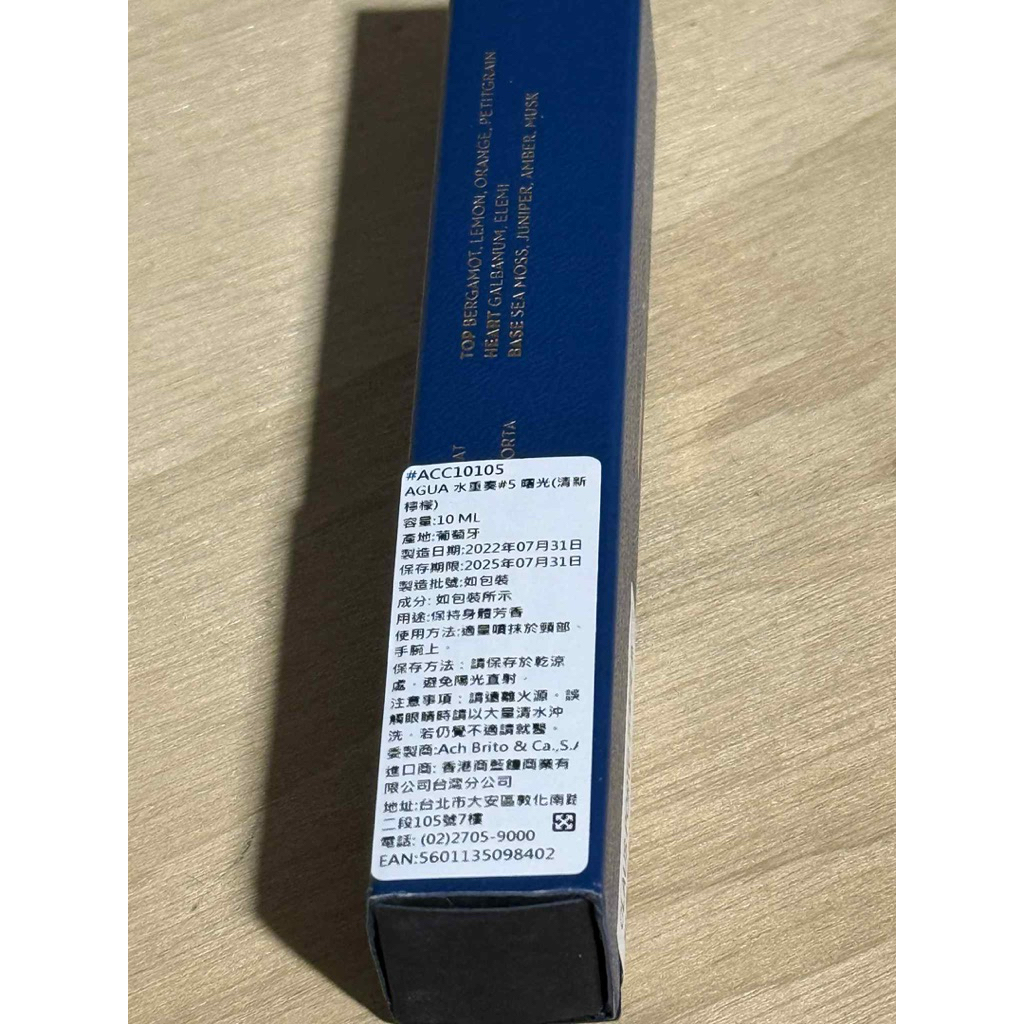 TOP BERGAMOT, LEMON, ORANGE, PETITGRAIN
HEART GALBANUM, ELEMI
BASE SEA MOSS, JUNIPER, AMBER, MUSK
#ACC10105
AGUA 水重奏#5 曙光(清新
檸檬)
容量:10 ML
產地:葡萄牙
製造日期:2022年07月31日
保存期限:2025年07月31日
製造批號:如包裝
成分: 如包裝所示
用途:保持身體芳香
使用方法:適量噴抹於頸部、
手腕上。
保存方法：請保存於乾涼
處。避免陽光直射。
注意事項：請遠離火源。誤
觸眼睛時請以大量清水沖
洗。若仍覺不適請就醫。
委製商:Ach Brito & Ca.,S.A
進口商: 香港商藍鐘商業有
限公司台灣分公司
地址:台北市大安區敦化南路
二段105號7樓
電話: (02)2705-9000
EAN:5601135098402